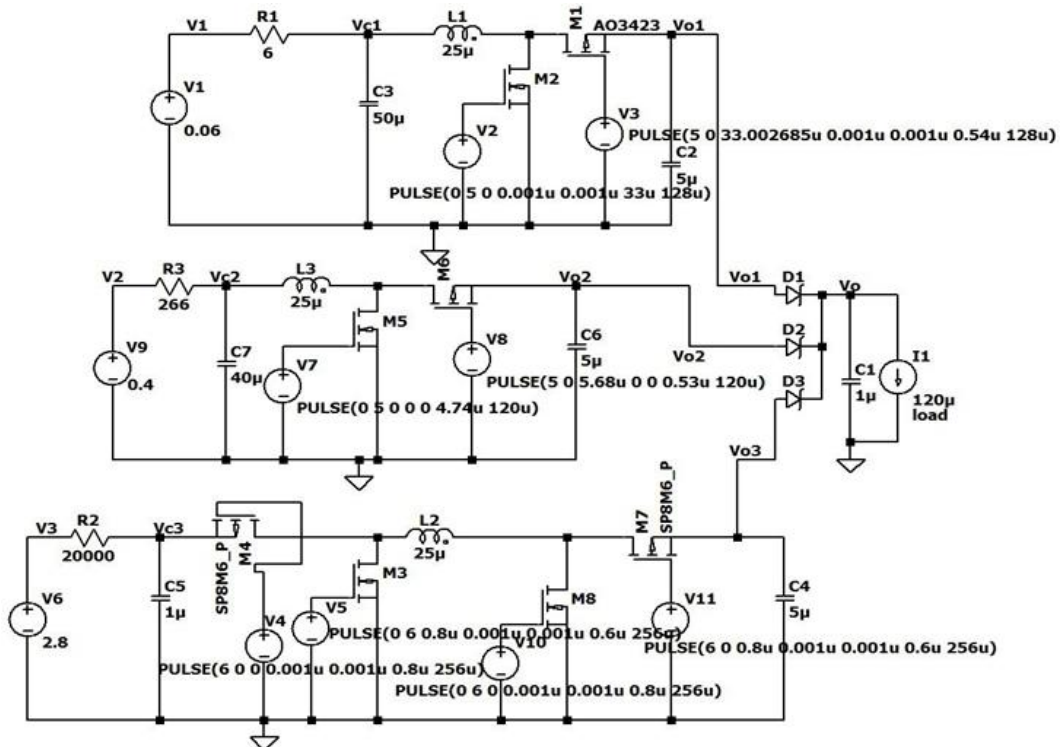 V1 R1 Vc1 L1 M1 AO3423 Vo1
6 25µ
V1 M2
0.06 C3 V3
50µ V2 PULSE(5 0 33.002685u 0.001u 0.001u 0.54u 128u)
C2
5µ
PULSE(0 5 0 0.001u 0.001u 33u 128u)
V2 R3 Vc2 L3 M6 Vo2 Vo1 D1 Vo
266 25µ
M5 D2
V9 C7 V7 V8 C6 Vo2
0.4 40µ 5µ D3 C1 I1
PULSE(5 0 5.68u 0 0 0.53u 120u) 1µ 120µ
PULSE(0 5 0 0 0 4.74u 120u) load
Vo3
V3 R2 Vc3 SP8M6_P M4 L2 M7 SP8M6_P
20000 25µ
M3
C5 M8 C4
V6 1µ V5 V11 5µ
2.8 V4 PULSE(0 6 0.8u 0.001u 0.001u 0.6u 256u)
V10 PULSE(6 0 0.8u 0.001u 0.001u 0.6u 256u)
PULSE(6 0 0 0.001u 0.001u 0.8u 256u)
PULSE(0 6 0 0.001u 0.001u 0.8u 256u)